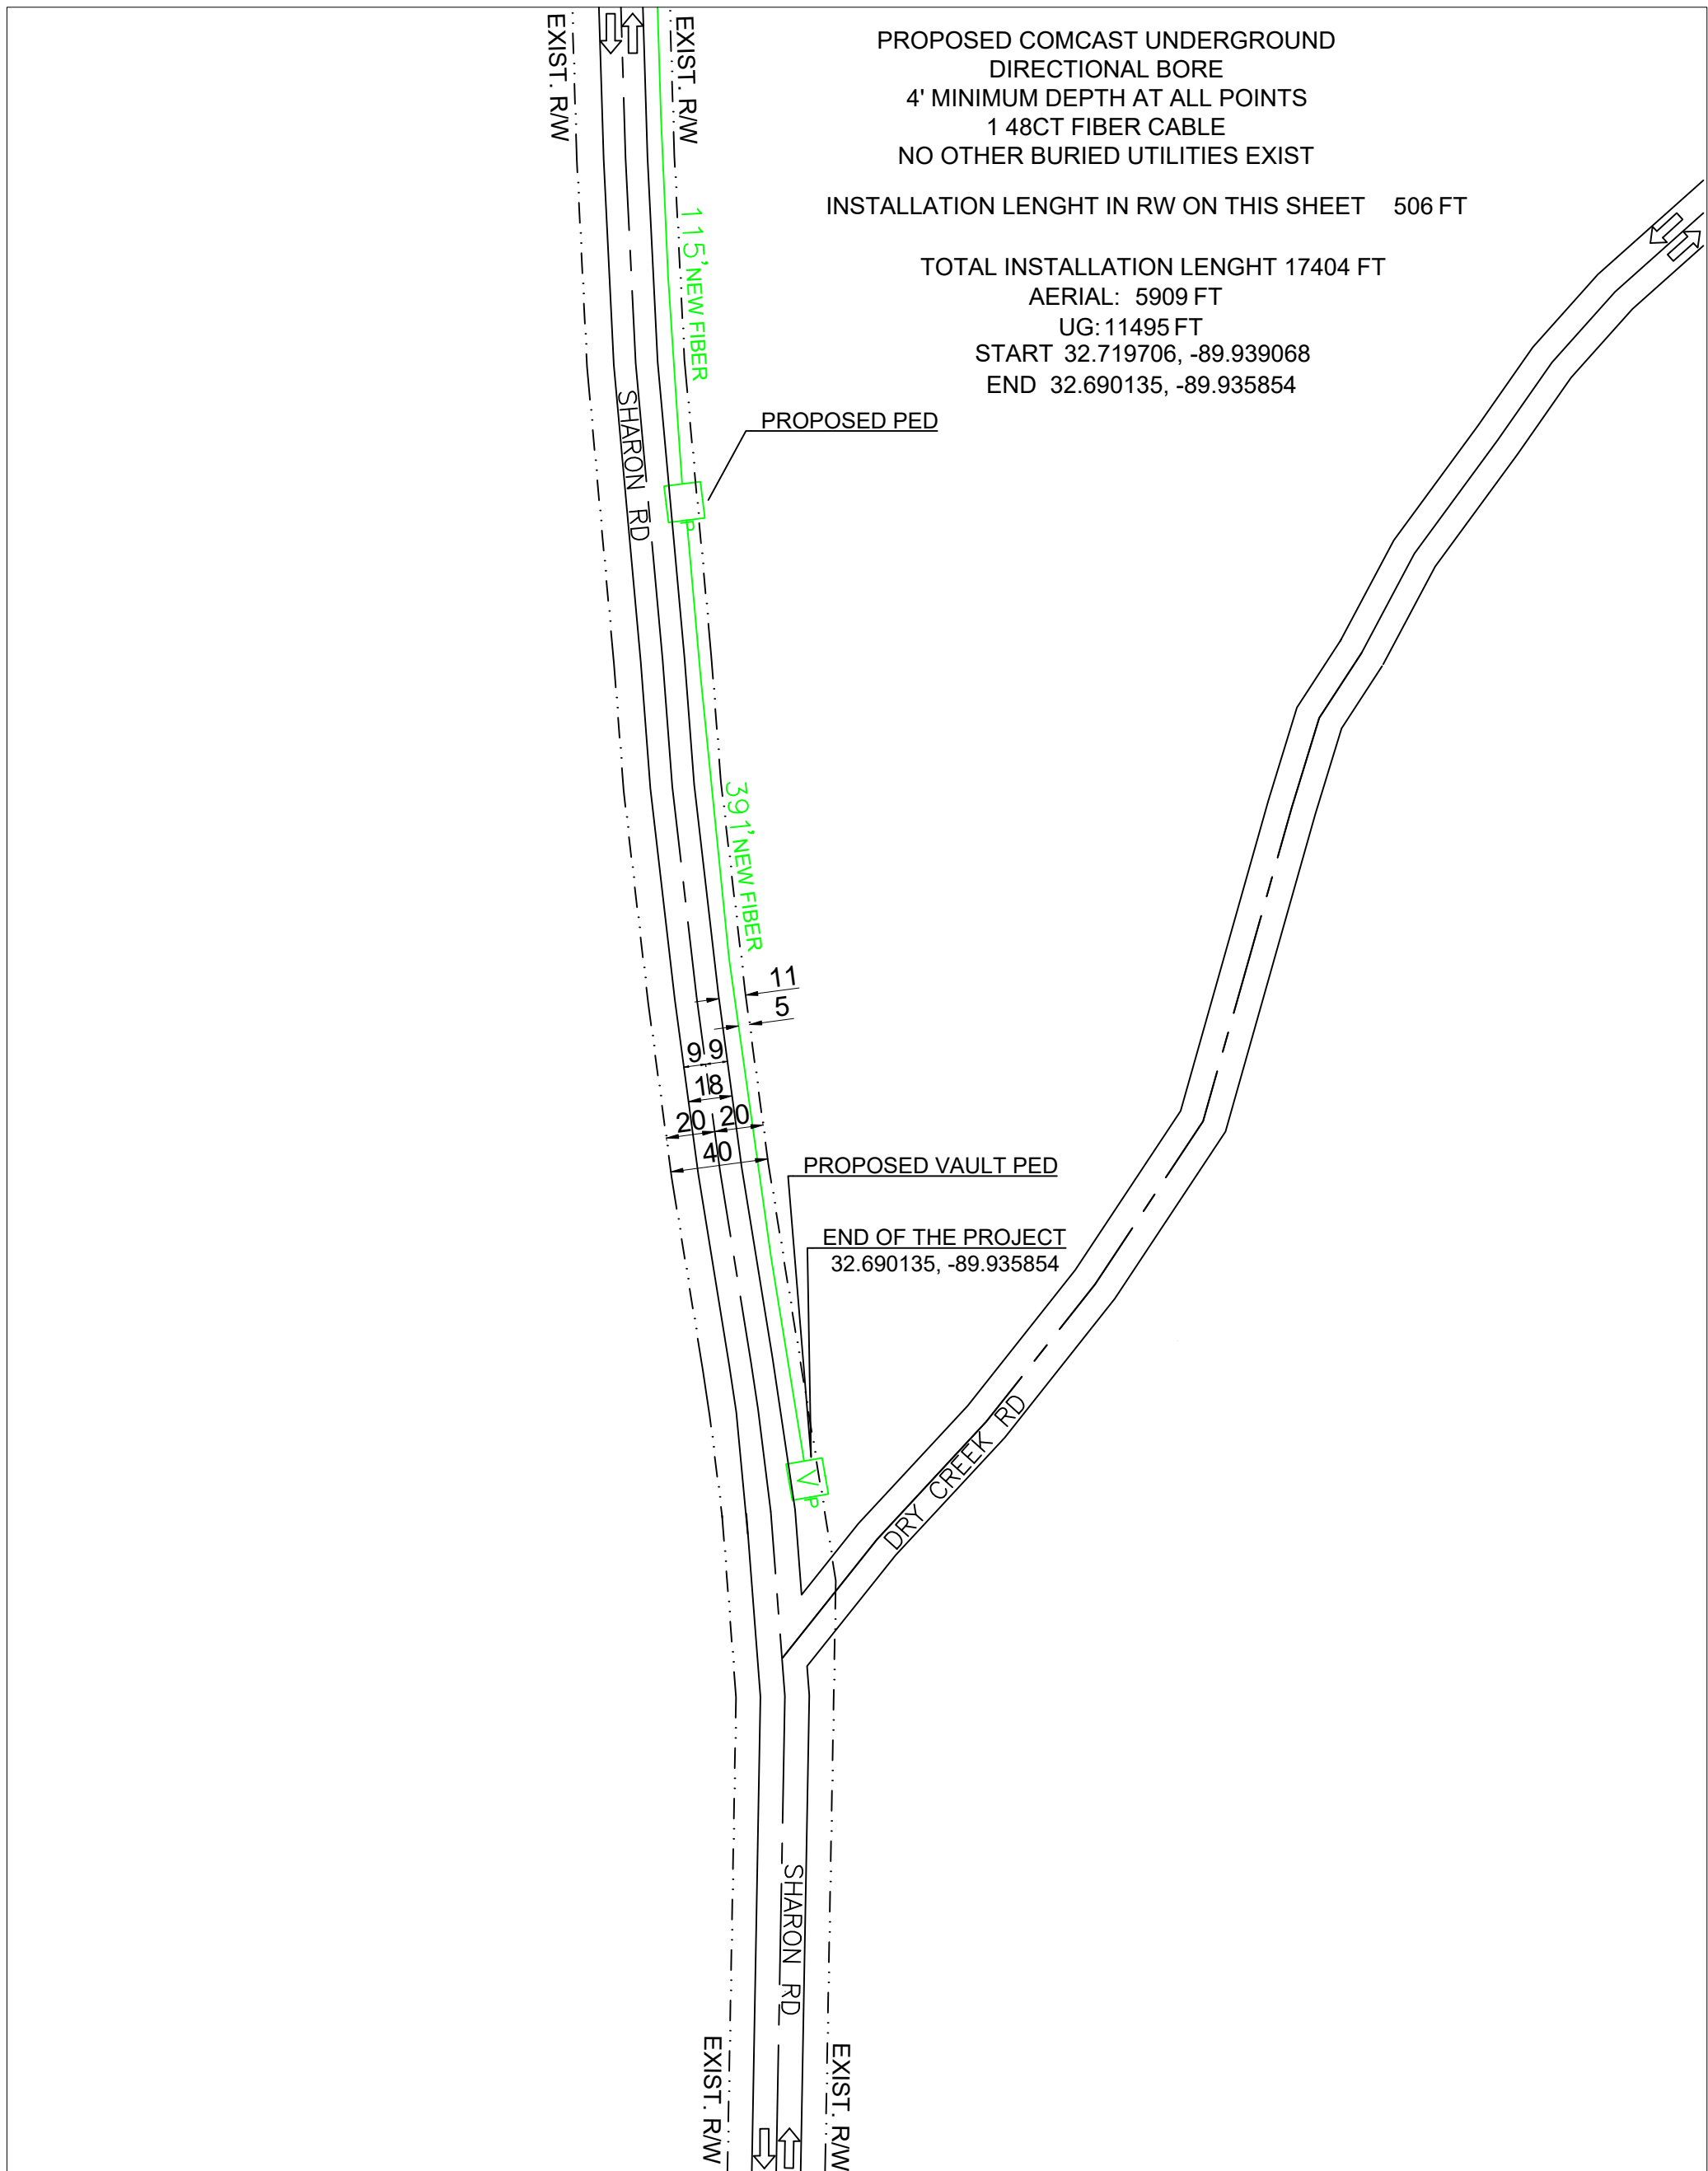 EXIST. R/W
EXIST. R/W
PROPOSED COMCAST UNDERGROUND
DIRECTIONAL BORE
4' MINIMUM DEPTH AT ALL POINTS
1 48CT FIBER CABLE
NO OTHER BURIED UTILITIES EXIST
INSTALLATION LENGHT IN RW ON THIS SHEET 506 FT
TOTAL INSTALLATION LENGHT 17404 FT
AERIAL: 5909 FT
UG: 11495 FT
START 32.719706, -89.939068
END 32.690135, -89.935854
115' NEW FIBER
SHARON RD
PROPOSED PED
P
391' NEW FIBER
11
5
9 9
18
20 20
40
PROPOSED VAULT PED
END OF THE PROJECT
32.690135, -89.935854
V
P
DRY CREEK RD
SHARON RD
EXIST. R/W
EXIST. R/W